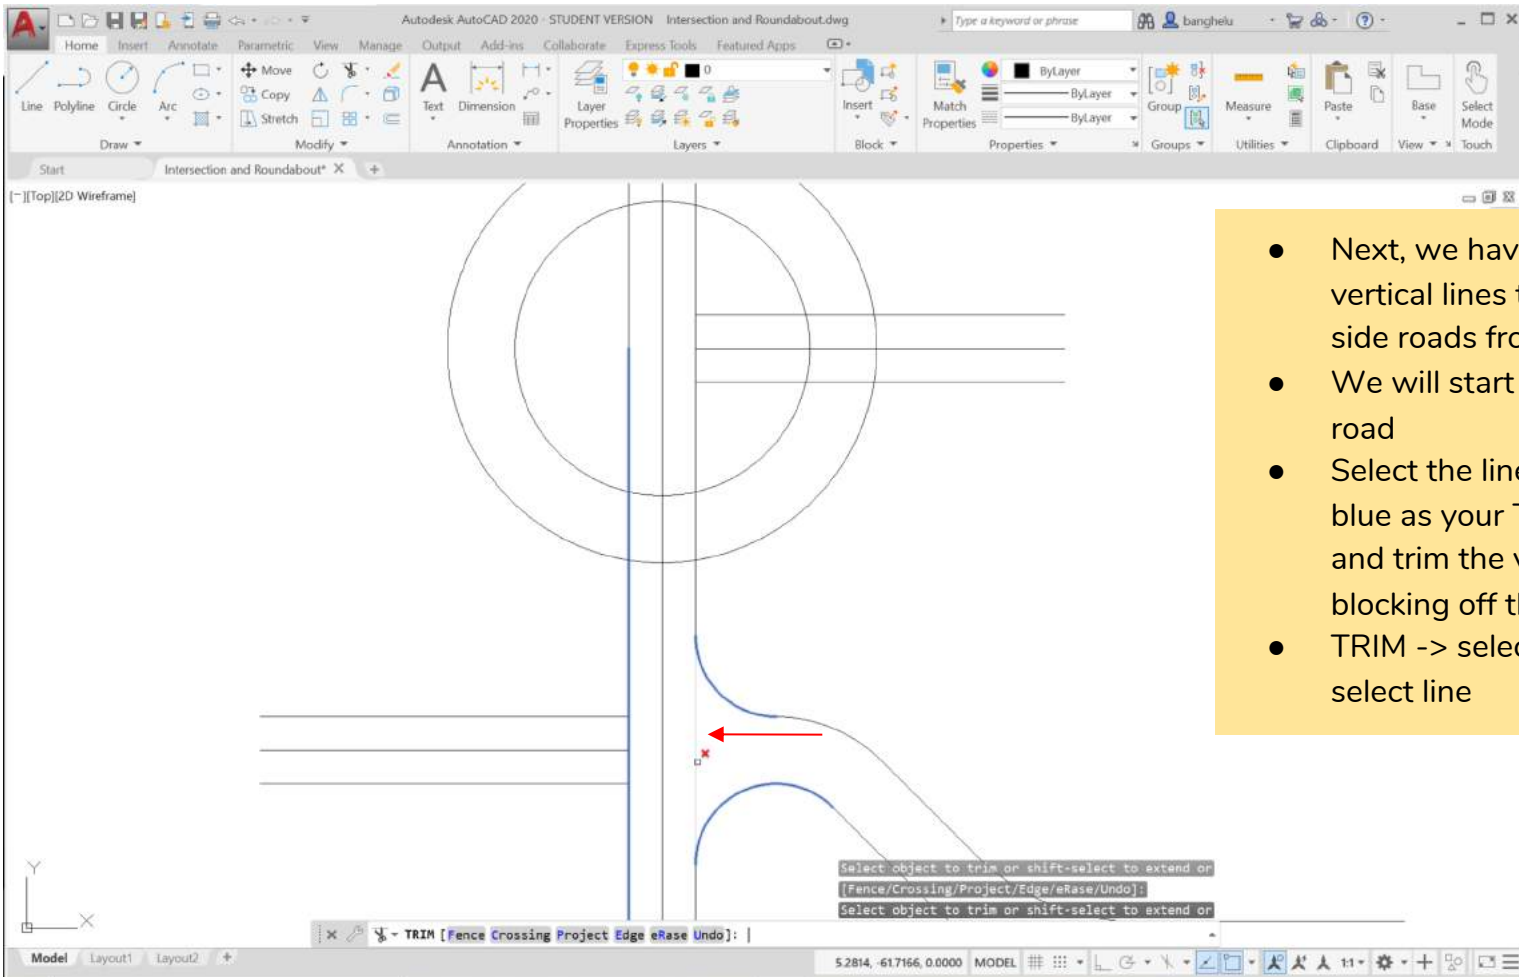 Autodesk AutoCAD 2020 - STUDENT VERSION Intersection and Roundabout.dwg
Type a keyword or phrase
banghelu
Home Insert Annotate Parametric View Manage Output Add-ins Collaborate Express Tools Featured Apps
Line Polyline Circle Arc
Move
Copy
Stretch
Text Dimension
Layer Properties
0
Insert
Match Properties
ByLayer
ByLayer
ByLayer
Group
Measure
Paste
Base
Select Mode
Draw Modify Annotation Layers Block Properties Groups Utilities Clipboard View Touch
Start Intersection and Roundabout* +
[−][Top][2D Wireframe]
● Next, we hav
vertical lines
side roads fro
● We will start
road
● Select the line
blue as your T
and trim the
blocking off
● TRIM -> selec
select line
Y
X
Select object to trim or shift-select to extend or
[Fence/Crossing/Project/Edge/eRase/Undo]:
Select object to trim or shift-select to extend or
TRIM [Fence Crossing Project Edge eRase Undo]:
Model Layout1 Layout2 +
5.2814, -61.7166, 0.0000 MODEL 1:1